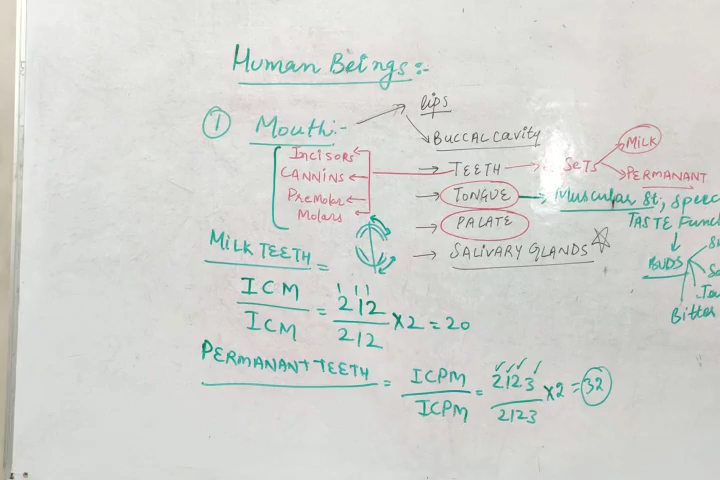 Human Beings:-
① Mouth:-
lips
Buccal cavity
Incisors
CANNINS
PreMolar
Molars
TEETH
SeTs
MILK
PERMANANT
TONGUE
Muscular St, Speec
TASTE Func
BUDS
Bitter
PALATE
SALIVARY GLANDS
MILK TEETH =
ICM/ICM = 212/212 ×2 = 20
PERMANANT TEETH = ICPM/ICPM = 2123/2123 ×2 = 32